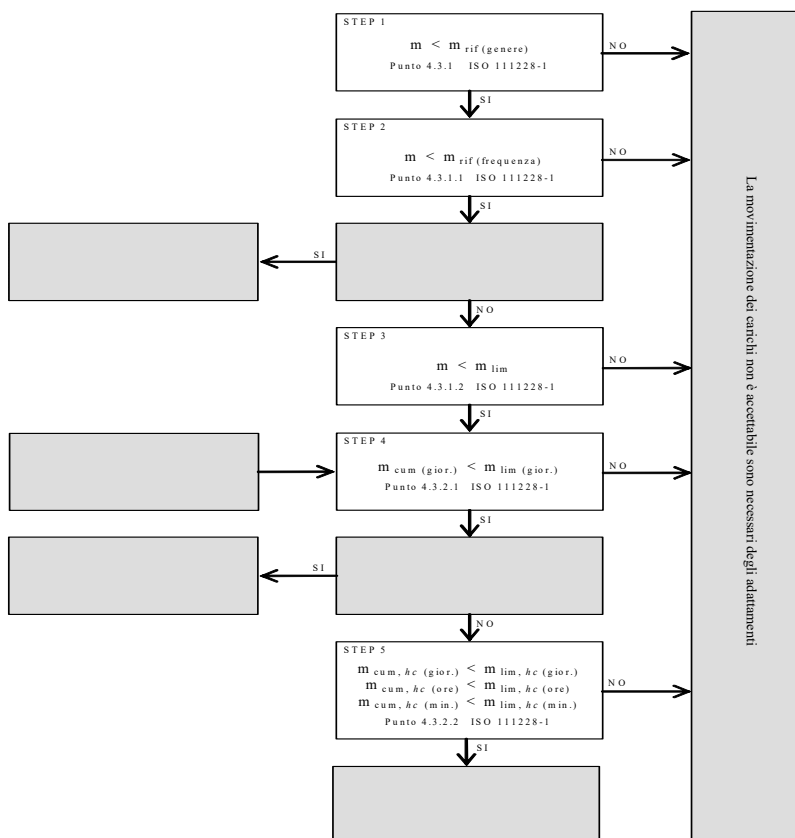 STEP 1
m < m rif (genere)
Punto 4.3.1 ISO 111228-1
NO
SI
STEP 2
m < m rif (frequenza)
Punto 4.3.1.1 ISO 111228-1
NO
SI
SI
NO
STEP 3
m < m lim
Punto 4.3.1.2 ISO 111228-1
NO
SI
STEP 4
m cum (gior.) < m lim (gior.)
Punto 4.3.2.1 ISO 111228-1
NO
SI
SI
NO
STEP 5
m cum, hc (gior.) < m lim, hc (gior.)
m cum, hc (ore) < m lim, hc (ore)
m cum, hc (min.) < m lim, hc (min.)
Punto 4.3.2.2 ISO 111228-1
NO
SI
La movimentazione dei carichi non è accettabile sono necessari degli adattamenti